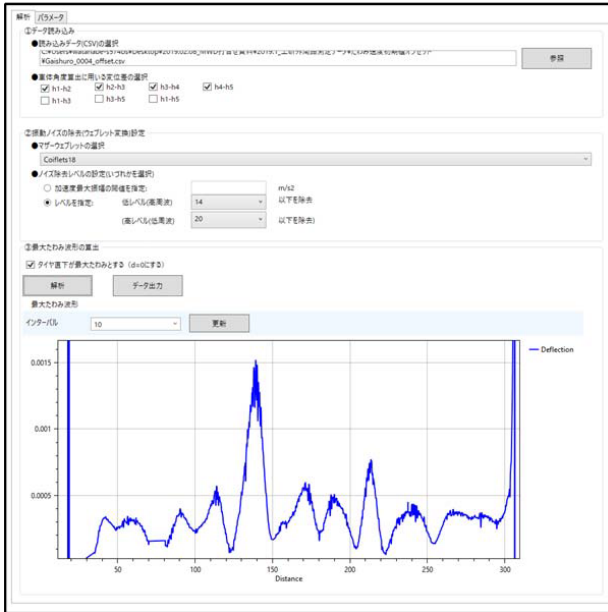 解析 パラメータ
①データ読み込み
●読み込みデータ(CSV)の選択
¥Gaishuro_0004_offset.csv
参照
●車体角度算出に用いる変位差の選択
h1-h2 h2-h3 h3-h4 h4-h5
h1-h3 h3-h5 h1-h5
②振動ノイズの除去(ウェブレット変換)設定
●マザーウェブレットの選択
Coiflets18
●ノイズ除去レベルの設定(いづれかを選択)
加速度最大振幅の閾値を指定: m/s2
レベルを指定: 低レベル(高周波) 14 以下を除去
(高レベル(低周波) 20 以下を除去)
③最大たわみ波形の算出
タイヤ直下が最大たわみとする (d=0にする)
解析 データ出力
最大たわみ波形
インターバル 10 更新
Deflection
0.0015
0.001
0.0005
50 100 150 200 250 300
Distance